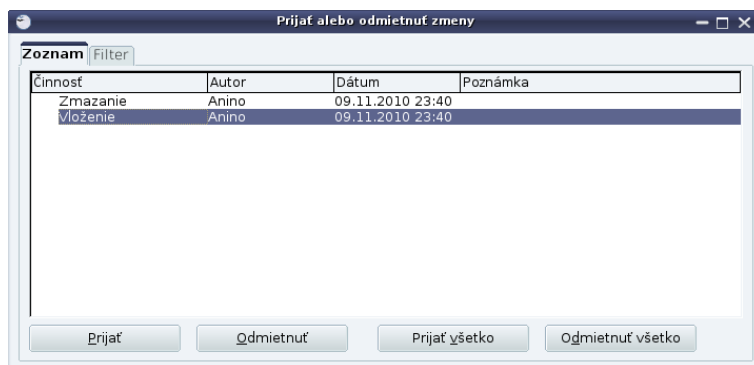 Prijať alebo odmietnuť zmeny
Zoznam Filter
Činnosť Autor Dátum Poznámka
Zmazanie Anino 09.11.2010 23:40
Vloženie Anino 09.11.2010 23:40
Prijať Odmietnuť Prijať všetko Odmietnuť všetko